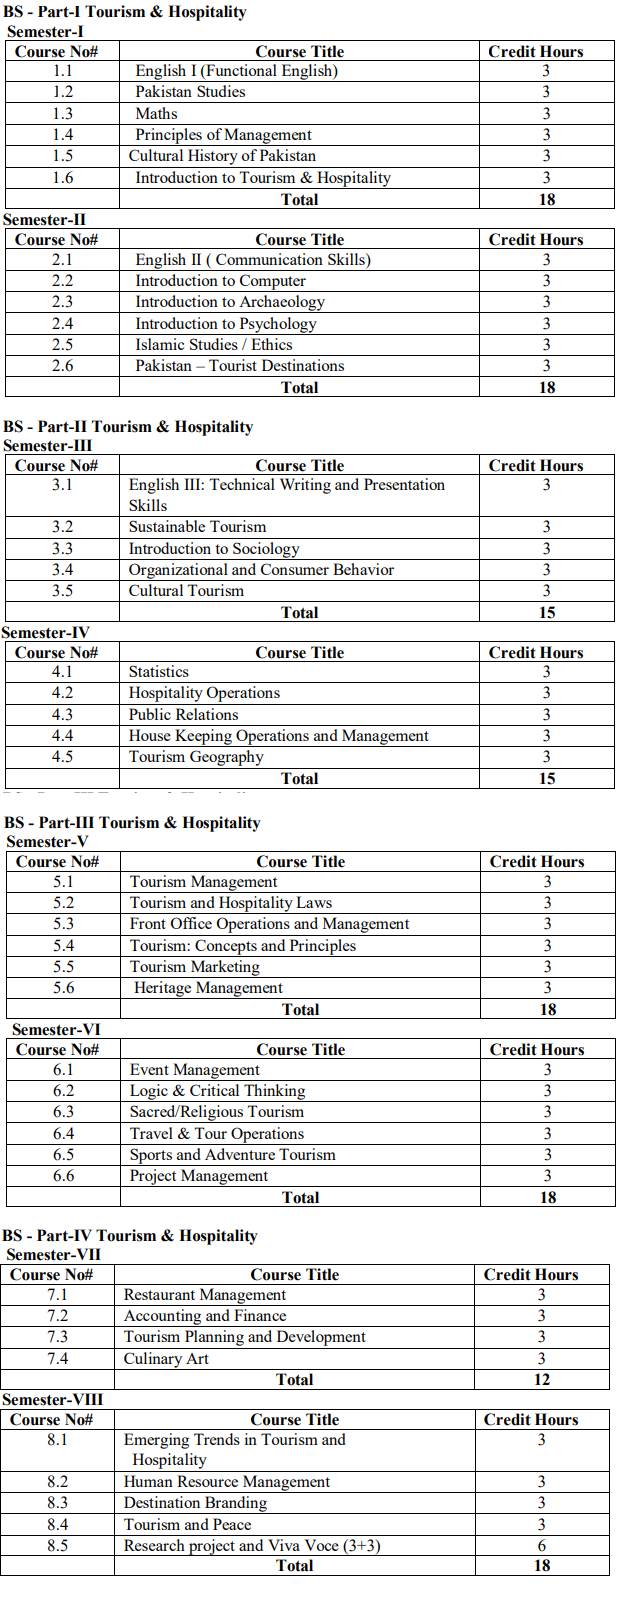 BS - Part-I Tourism & Hospitality
Semester-I
Course No# Course Title Credit Hours
1.1 English I (Functional English) 3
1.2 Pakistan Studies 3
1.3 Maths 3
1.4 Principles of Management 3
1.5 Cultural History of Pakistan 3
1.6 Introduction to Tourism & Hospitality 3
Total 18
Semester-II
Course No# Course Title Credit Hours
2.1 English II ( Communication Skills) 3
2.2 Introduction to Computer 3
2.3 Introduction to Archaeology 3
2.4 Introduction to Psychology 3
2.5 Islamic Studies / Ethics 3
2.6 Pakistan – Tourist Destinations 3
Total 18
BS - Part-II Tourism & Hospitality
Semester-III
Course No# Course Title Credit Hours
3.1 English III: Technical Writing and Presentation 3
Skills
3.2 Sustainable Tourism 3
3.3 Introduction to Sociology 3
3.4 Organizational and Consumer Behavior 3
3.5 Cultural Tourism 3
Total 15
Semester-IV
Course No# Course Title Credit Hours
4.1 Statistics 3
4.2 Hospitality Operations 3
4.3 Public Relations 3
4.4 House Keeping Operations and Management 3
4.5 Tourism Geography 3
Total 15
BS - Part-III Tourism & Hospitality
Semester-V
Course No# Course Title Credit Hours
5.1 Tourism Management 3
5.2 Tourism and Hospitality Laws 3
5.3 Front Office Operations and Management 3
5.4 Tourism: Concepts and Principles 3
5.5 Tourism Marketing 3
5.6 Heritage Management 3
Total 18
Semester-VI
Course No# Course Title Credit Hours
6.1 Event Management 3
6.2 Logic & Critical Thinking 3
6.3 Sacred/Religious Tourism 3
6.4 Travel & Tour Operations 3
6.5 Sports and Adventure Tourism 3
6.6 Project Management 3
Total 18
BS - Part-IV Tourism & Hospitality
Semester-VII
Course No# Course Title Credit Hours
7.1 Restaurant Management 3
7.2 Accounting and Finance 3
7.3 Tourism Planning and Development 3
7.4 Culinary Art 3
Total 12
Semester-VIII
Course No# Course Title Credit Hours
8.1 Emerging Trends in Tourism and 3
Hospitality
8.2 Human Resource Management 3
8.3 Destination Branding 3
8.4 Tourism and Peace 3
8.5 Research project and Viva Voce (3+3) 6
Total 18